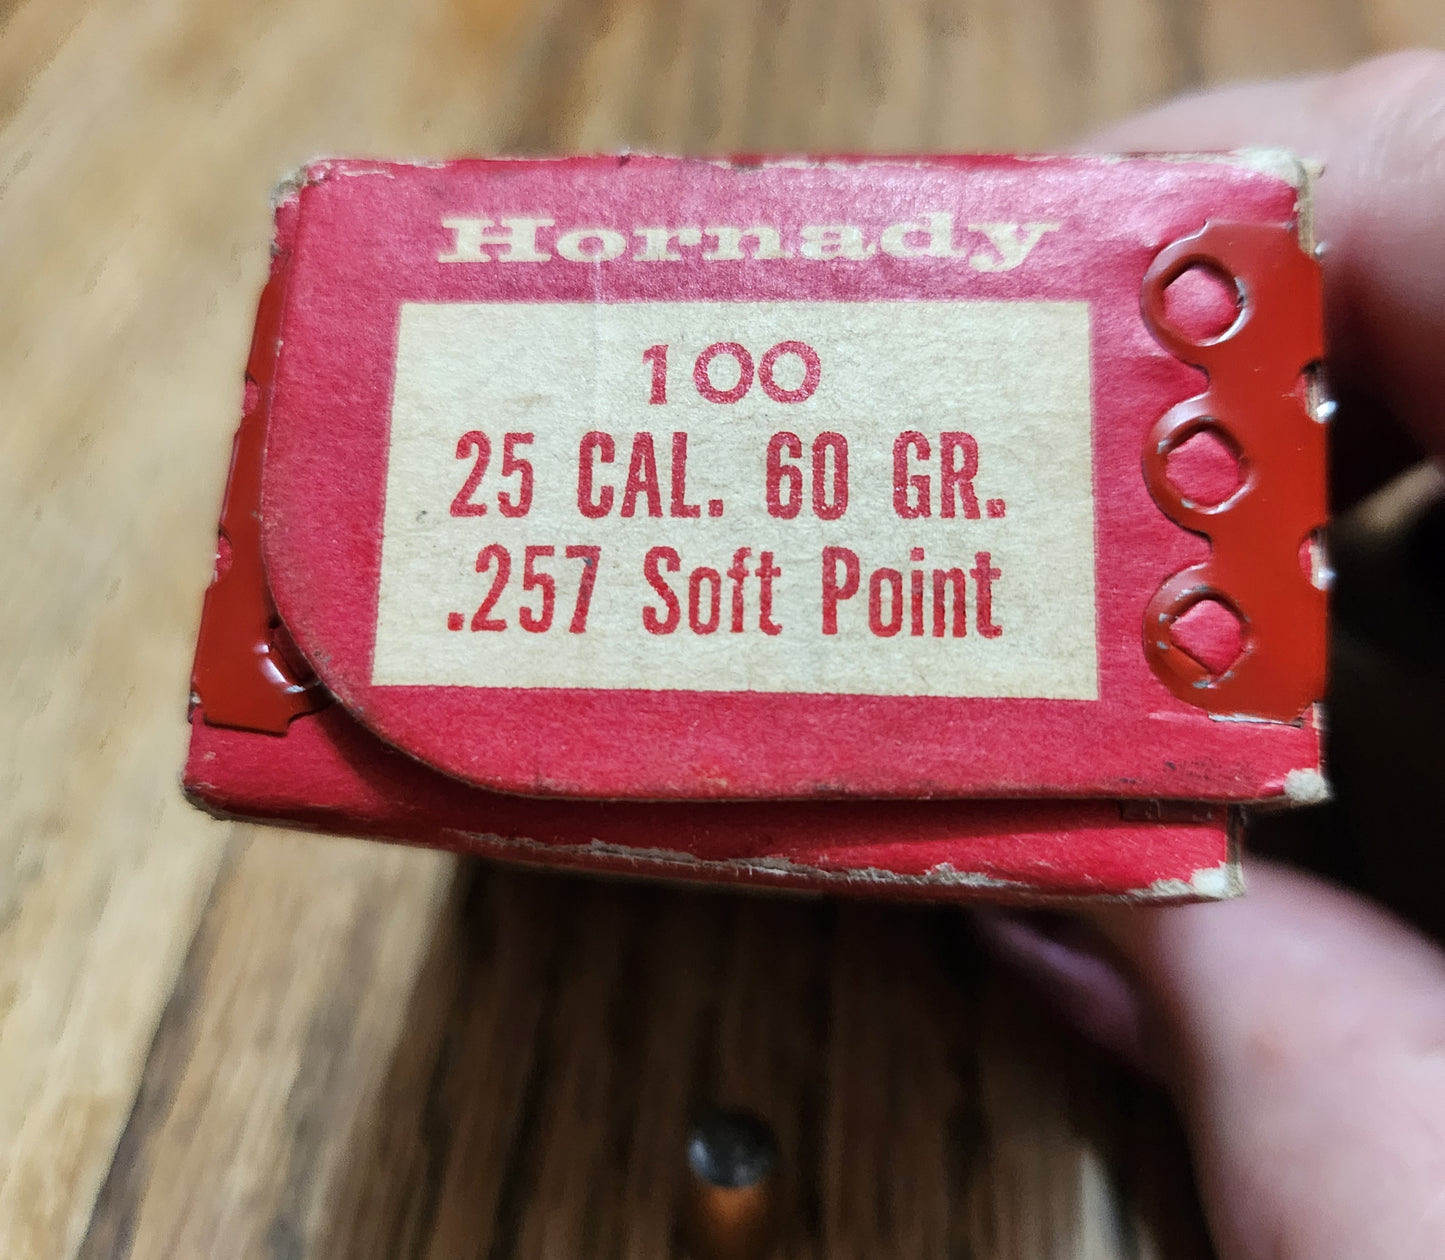 Hornady
100
25 CAL. 60 GR.
.257 Soft Point